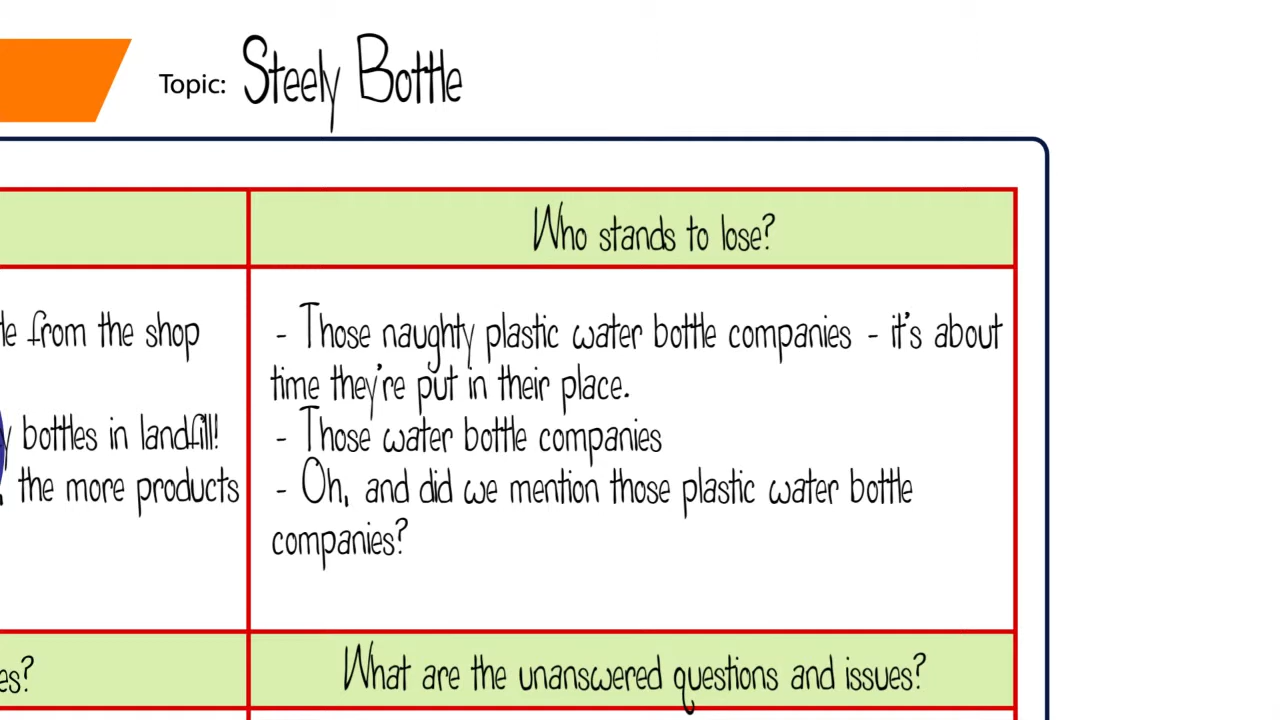 Topic: Steely Bottle
Who stands to lose?
from the shop
- Those naughty plastic water bottle companies - it's about
time they're put in their place.
bottles in landfill!
- Those water bottle companies
the more products
- Oh, and did we mention those plastic water bottle
companies?
What are the unanswered questions and issues?